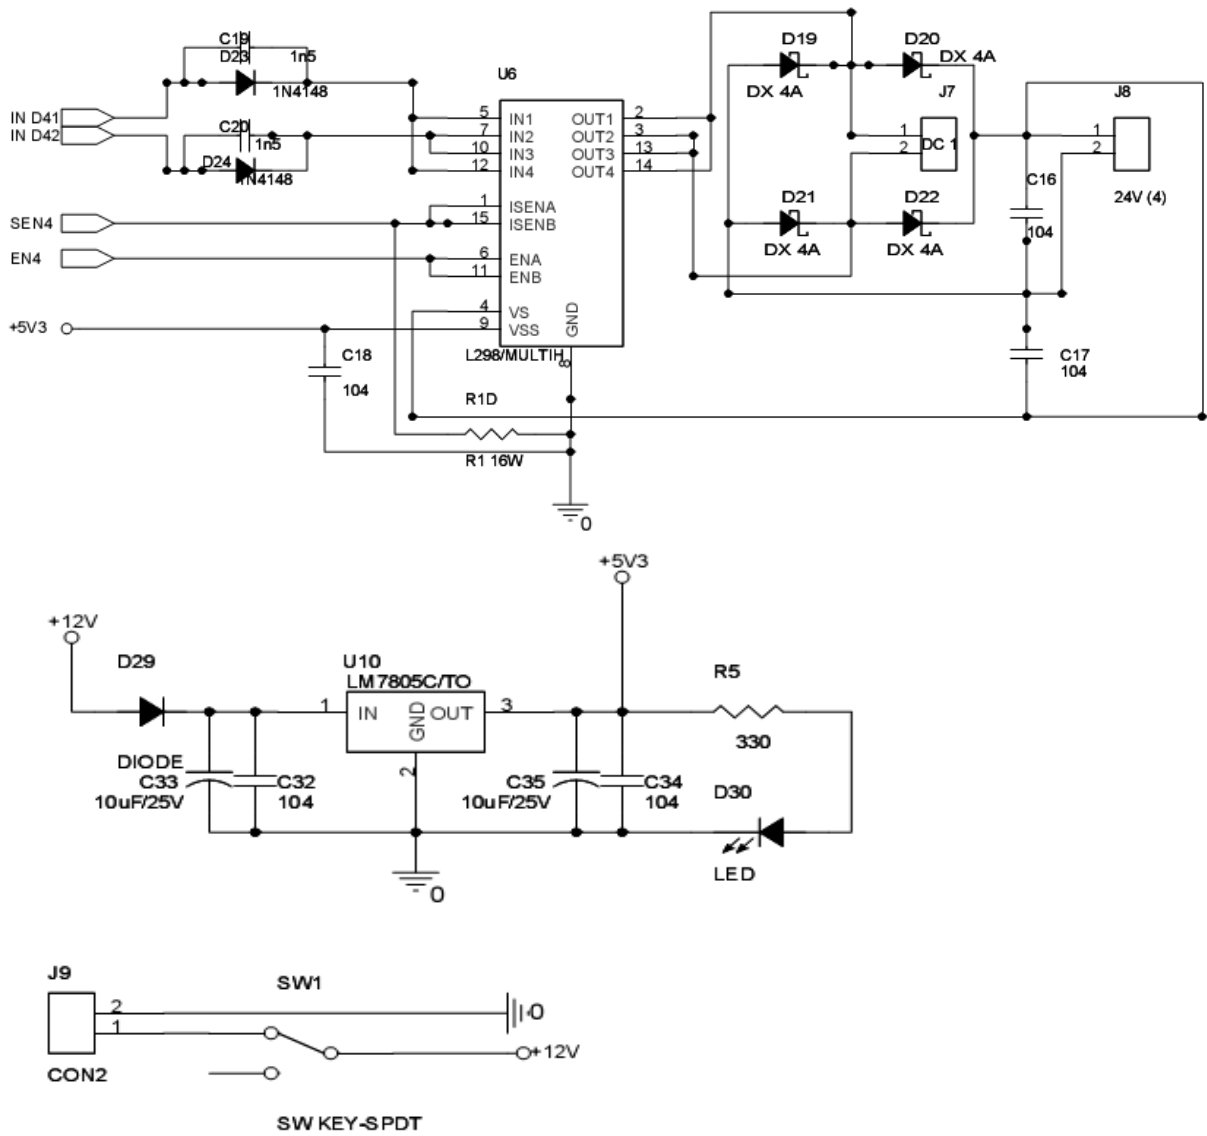 C19
D23
1n5
1N4148
IN D41
IN D42
C20
1n5
D24
1N4148
SEN4
EN4
+5V3
C18
104
U6
5 IN1 OUT1 2
7 IN2 OUT2 3
10 IN3 OUT3 13
12 IN4 OUT4 14
1 ISENA
15 ISENB
6 ENA
11 ENB
4 VS
9 VSS
GND
8
L298/MULTIH
R1D
R1 16W
0
D19
DX 4A
D20
DX 4A
J7
1
2
DC 1
D21
DX 4A
D22
DX 4A
J8
1
2
24V (4)
C16
104
C17
104
+5V3
+12V
D29
DIODE
U10
LM7805C/TO
1 IN GND OUT 3
2
C33
10uF/25V
C32
104
C35
10uF/25V
C34
104
R5
330
D30
LED
0
J9
2
1
CON2
SW1
0
+12V
SW KEY-SPDT